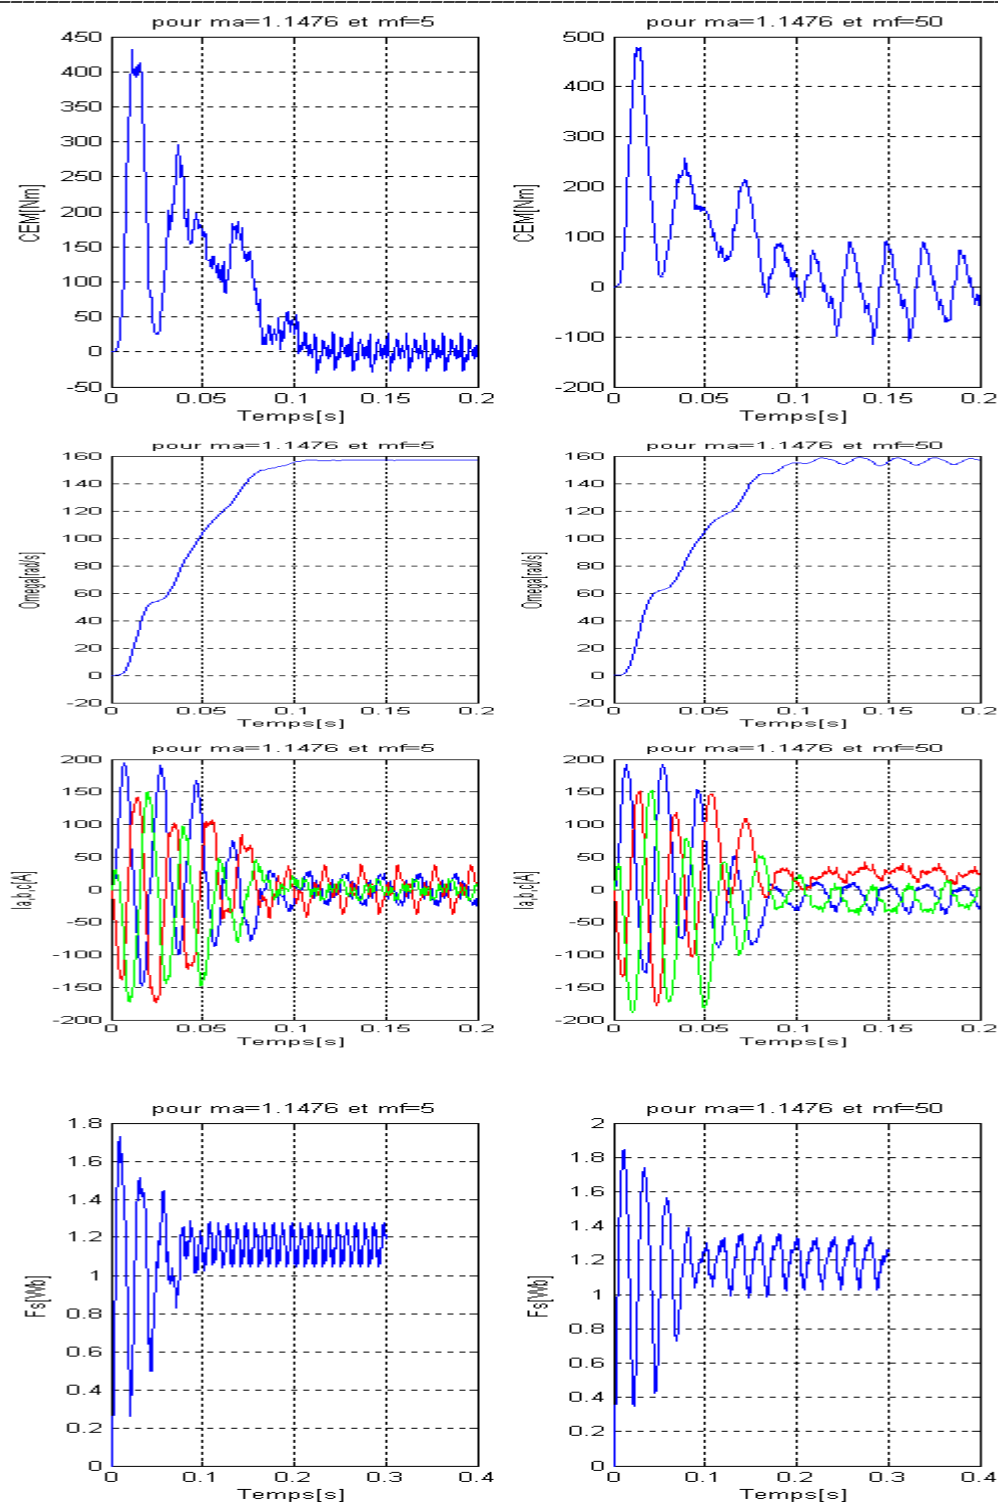 pour ma=1.1476 et mf=5
pour ma=1.1476 et mf=50
450
400
350
300
250
200
150
100
50
0
-50
CEM[Nm]
0 0.05 0.1 0.15 0.2
Temps[s]
500
400
300
200
100
0
-100
-200
CEM[Nm]
0 0.05 0.1 0.15 0.2
Temps[s]
pour ma=1.1476 et mf=5
pour ma=1.1476 et mf=50
160
140
120
100
80
60
40
20
0
-20
Omega[rad/s]
0 0.05 0.1 0.15 0.2
Temps[s]
160
140
120
100
80
60
40
20
0
-20
Omega[rad/s]
0 0.05 0.1 0.15 0.2
Temps[s]
pour ma=1.1476 et mf=5
pour ma=1.1476 et mf=50
200
150
100
50
0
-50
-100
-150
-200
Ia,b,c[A]
0 0.05 0.1 0.15 0.2
Temps[s]
200
150
100
50
0
-50
-100
-150
-200
Ia,b,c[A]
0 0.05 0.1 0.15 0.2
Temps[s]
pour ma=1.1476 et mf=5
pour ma=1.1476 et mf=50
1.8
1.6
1.4
1.2
1
0.8
0.6
0.4
0.2
0
Fs[Wb]
0 0.1 0.2 0.3 0.4
Temps[s]
2
1.8
1.6
1.4
1.2
1
0.8
0.6
0.4
0.2
0
Fs[Wb]
0 0.1 0.2 0.3 0.4
Temps[s]